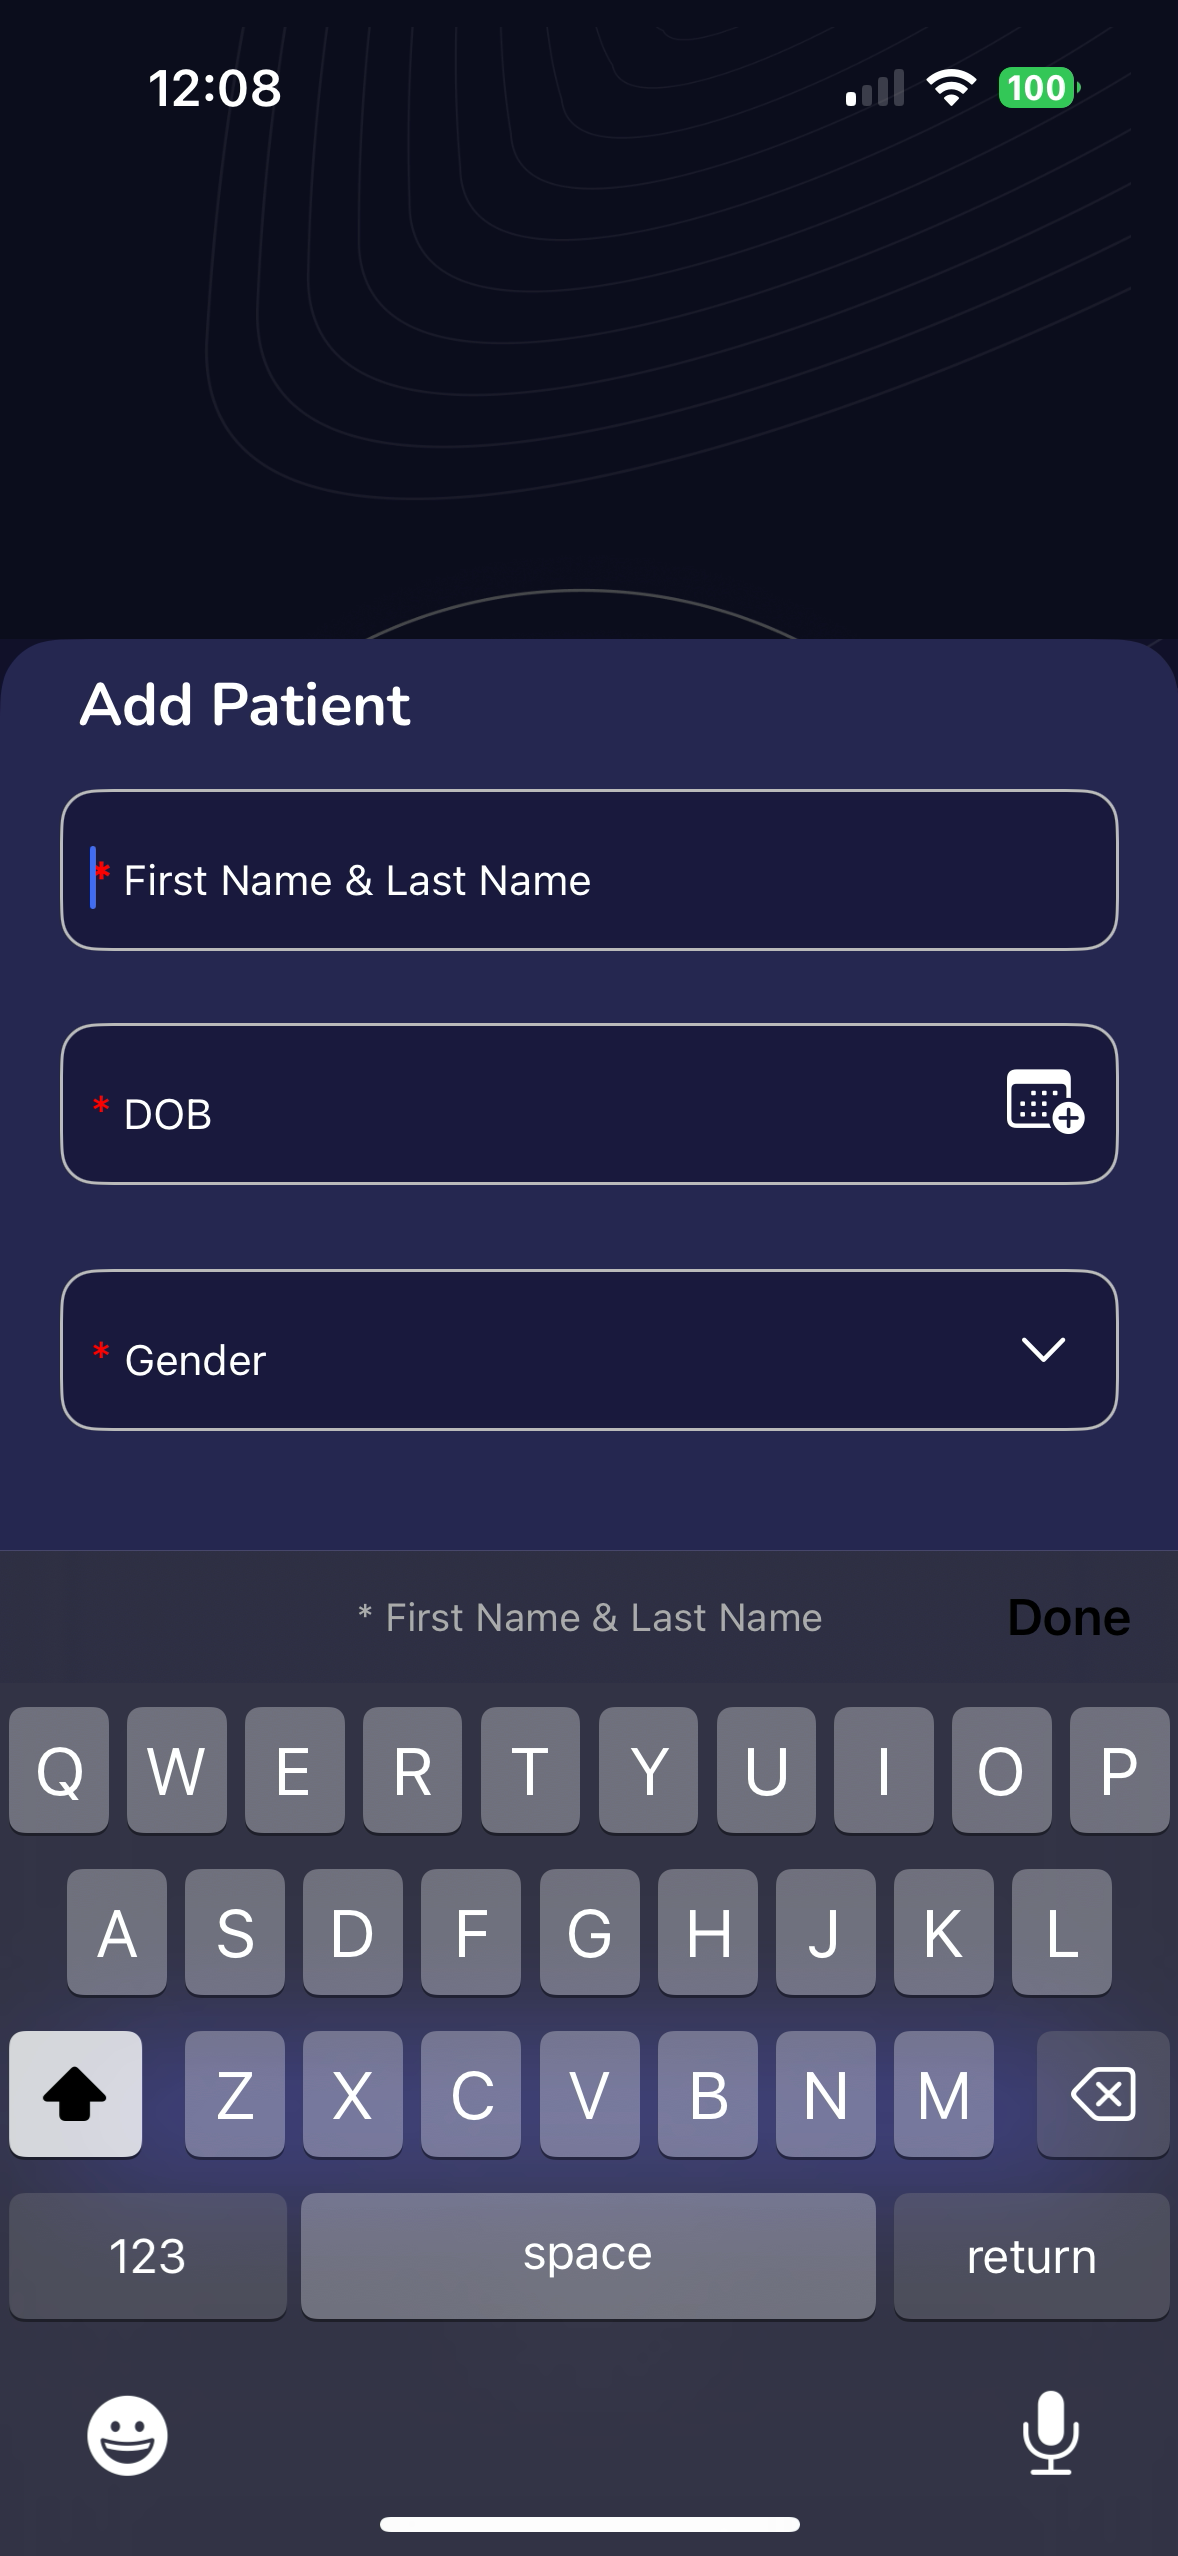 12:08
100
Add Patient
* First Name & Last Name
* DOB
* Gender
* First Name & Last Name
Done
Q W E R T Y U I O P
A S D F G H J K L
Z X C V B N M
123 space return